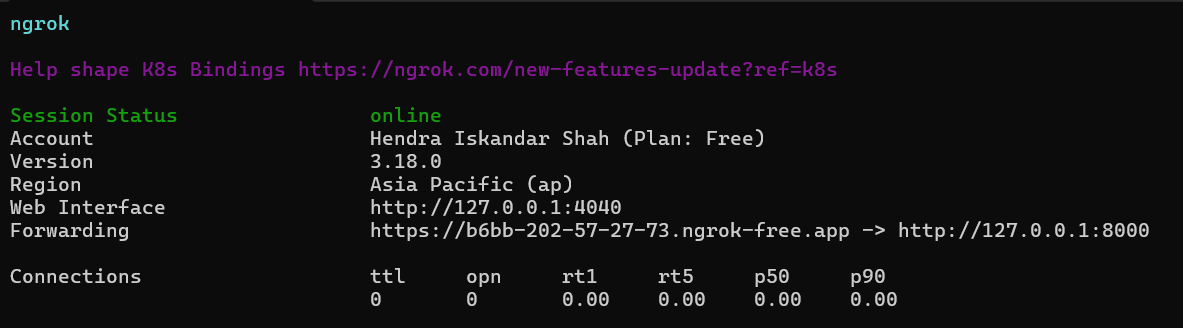 ngrok
Help shape K8s Bindings https://ngrok.com/new-features-update?ref=k8s
Session Status online
Account Hendra Iskandar Shah (Plan: Free)
Version 3.18.0
Region Asia Pacific (ap)
Web Interface http://127.0.0.1:4040
Forwarding https://b6bb-202-57-27-73.ngrok-free.app -> http://127.0.0.1:8000
Connections ttl opn rt1 rt5 p50 p90
0 0 0.00 0.00 0.00 0.00